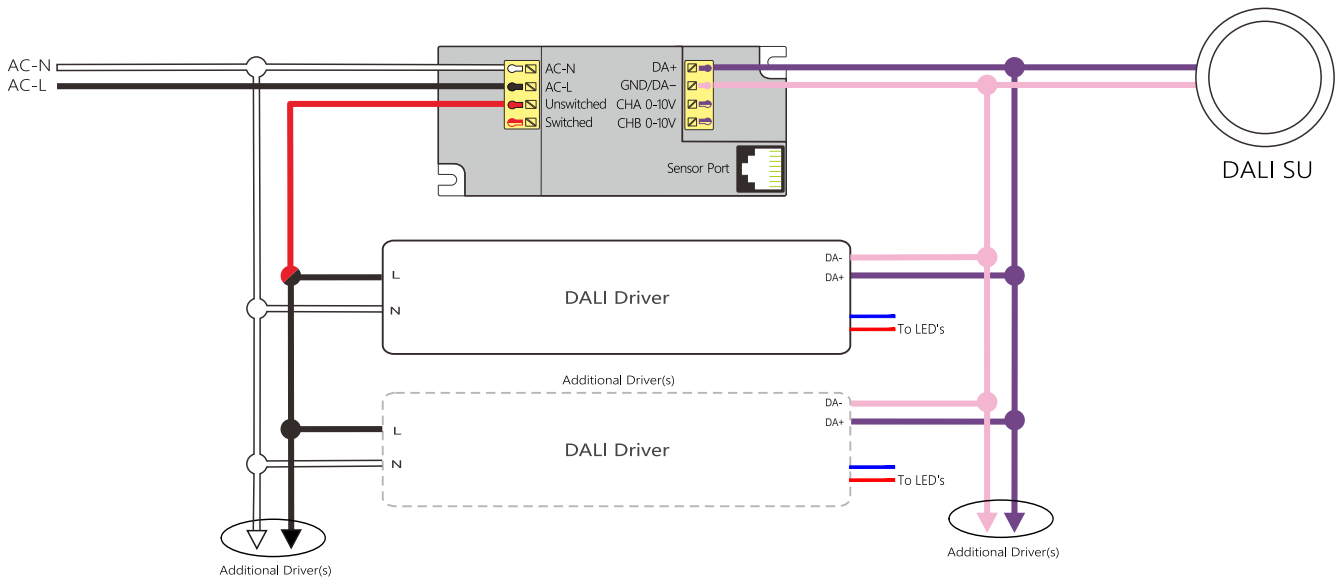 AC-N
AC-L
AC-N
AC-L
Unswitched
Switched
DA+
GND/DA-
CHA 0-10V
CHB 0-10V
Sensor Port
DALI SU
L
N
DALI Driver
DA-
DA+
To LED's
Additional Driver(s)
L
N
DALI Driver
DA-
DA+
To LED's
Additional Driver(s)
Additional Driver(s)